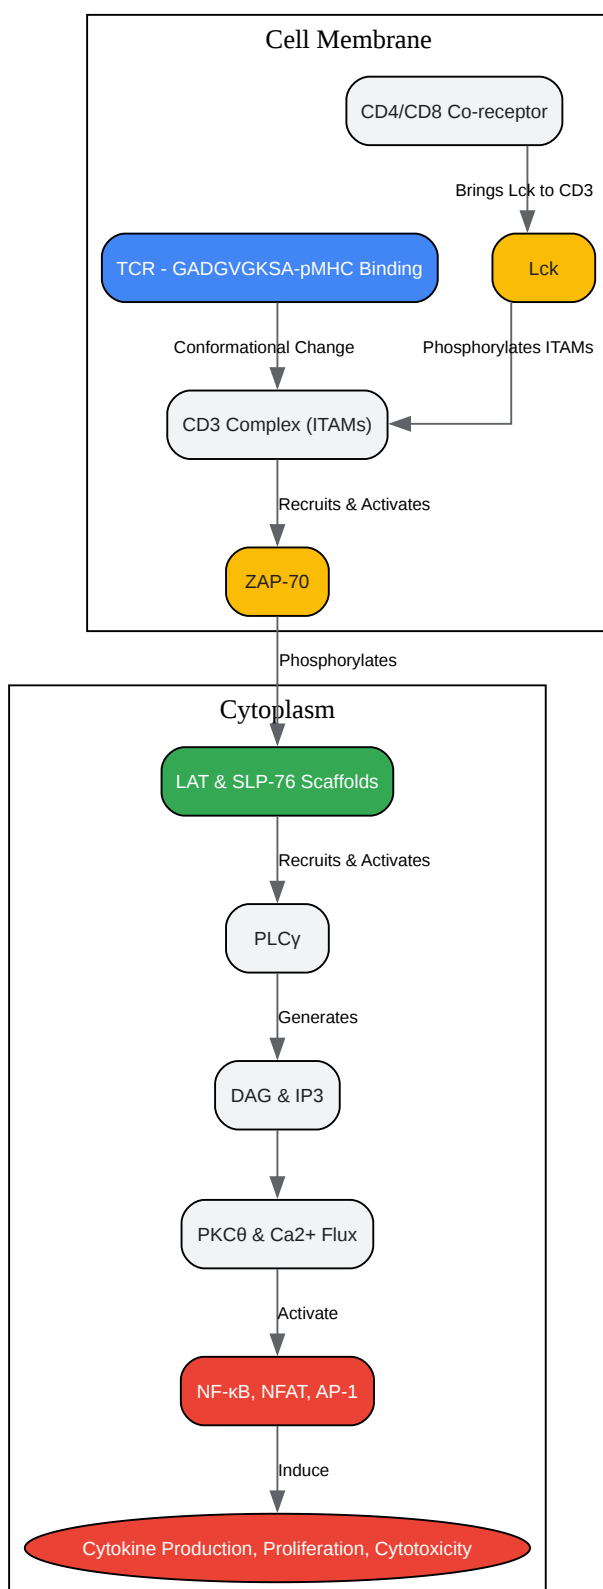 Cell Membrane
CD4/CD8 Co-receptor
Brings Lck to CD3
TCR - GADGVGKSA-pMHC Binding
Lck
Conformational Change
Phosphorylates ITAMs
CD3 Complex (ITAMs)
Recruits & Activates
ZAP-70
Phosphorylates
Cytoplasm
LAT & SLP-76 Scaffolds
Recruits & Activates
PLCγ
Generates
DAG & IP3
PKCθ & Ca2+ Flux
Activate
NF-κB, NFAT, AP-1
Induce
Cytokine Production, Proliferation, Cytotoxicity